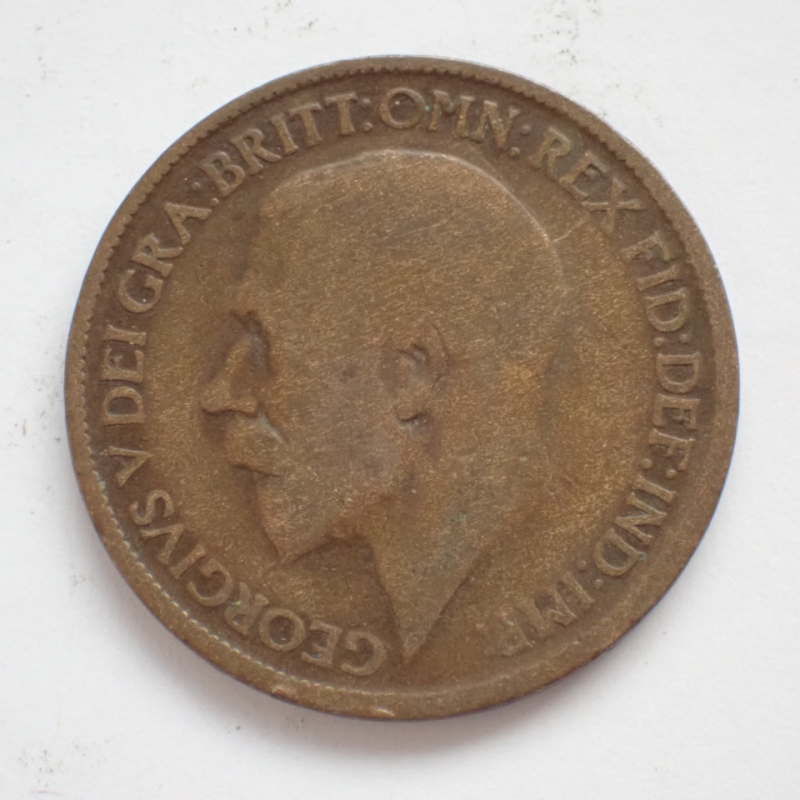 GEORGIVS V DEI GRA:BRITT:OMN:REX FID:DEF:IND:IMP: